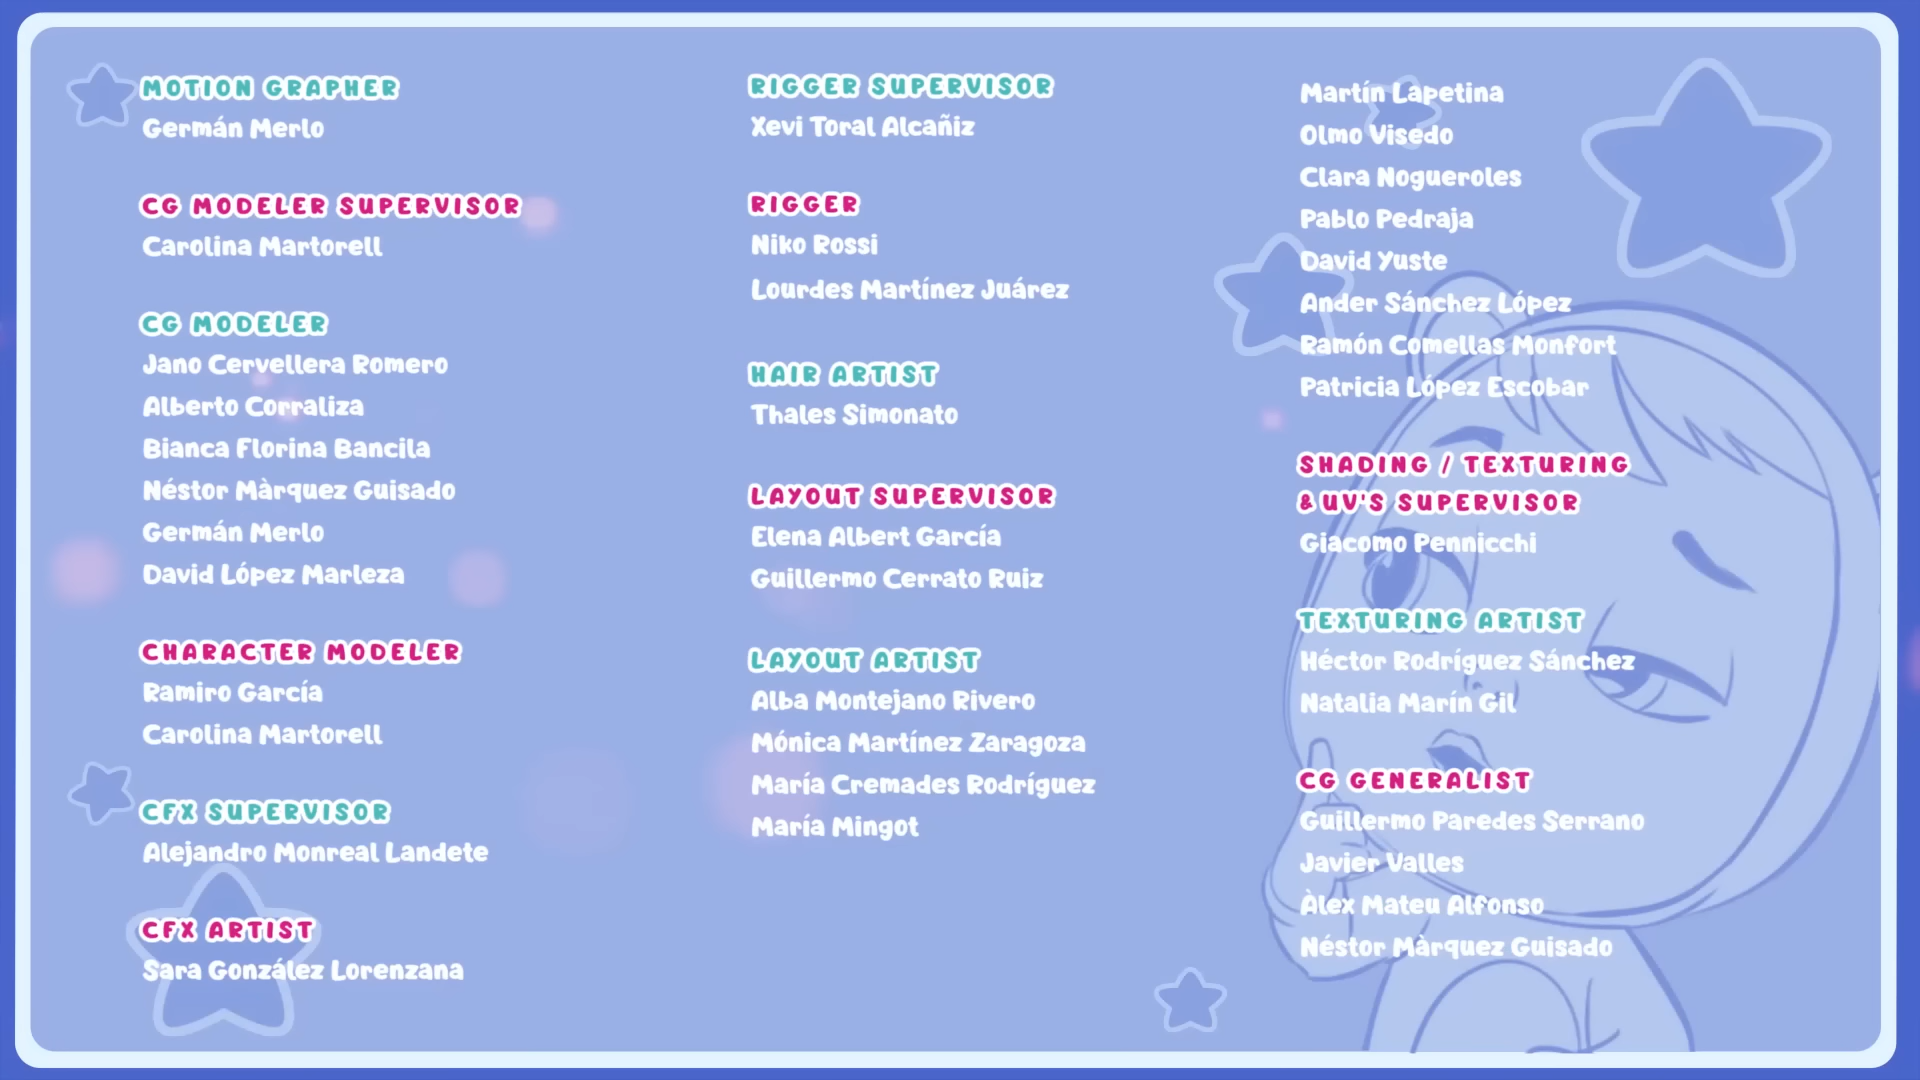 MOTION GRAPHER
Germán Merlo
CG MODELER SUPERVISOR
Carolina Martorell
CG MODELER
Jano Cervellera Romero
Alberto Corraliza
Bianca Florina Bancila
Néstor Màrquez Guisado
Germán Merlo
David López Marleza
CHARACTER MODELER
Ramiro García
Carolina Martorell
CFX SUPERVISOR
Alejandro Monreal Landete
CFX ARTIST
Sara González Lorenzana
RIGGER SUPERVISOR
Xevi Toral Alcañiz
RIGGER
Niko Rossi
Lourdes Martínez Juárez
HAIR ARTIST
Thales Simonato
LAYOUT SUPERVISOR
Elena Albert García
Guillermo Cerrato Ruiz
LAYOUT ARTIST
Alba Montejano Rivero
Mónica Martínez Zaragoza
María Cremades Rodríguez
María Mingot
Martín Lapetina
Olmo Visedo
Clara Nogueroles
Pablo Pedraja
David Yuste
Ander Sánchez López
Ramón Comellas Monfort
Patricia López Escobar
SHADING / TEXTURING
& UV'S SUPERVISOR
Giacomo Pennicchi
TEXTURING ARTIST
Héctor Rodríguez Sánchez
Natalia Marín Gil
CG GENERALIST
Guillermo Paredes Serrano
Javier Valles
Àlex Mateu Alfonso
Néstor Màrquez Guisado